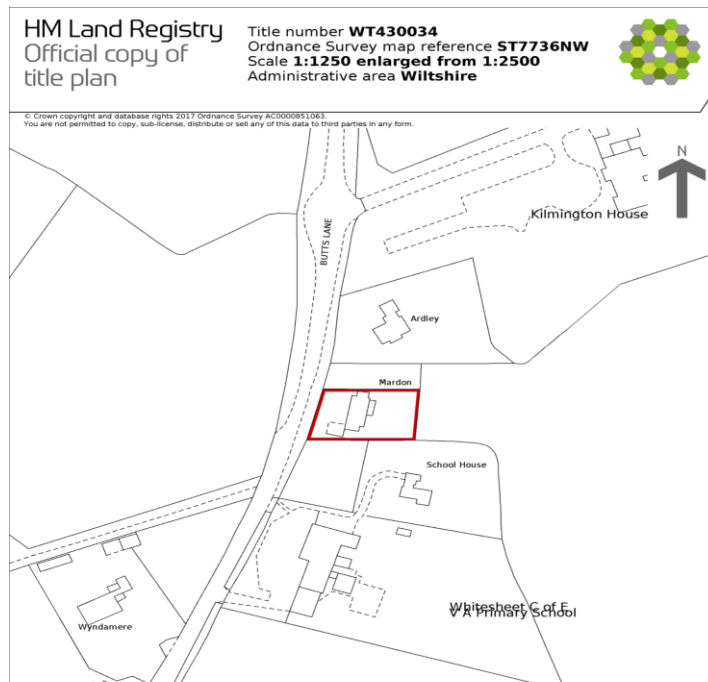 HM Land Registry
Official copy of
title plan
Title number WT430034
Ordnance Survey map reference ST7736NW
Scale 1:1250 enlarged from 1:2500
Administrative area Wiltshire
© Crown copyright and database rights 2017 Ordnance Survey AC0000851063.
You are not permitted to copy, sub-license, distribute or sell any of this data to third parties in any form.
N
Kilmington House
BUTTS LANE
Ardley
Mardon
School House
Whitesheet C of E
V A Primary School
Wyndamere